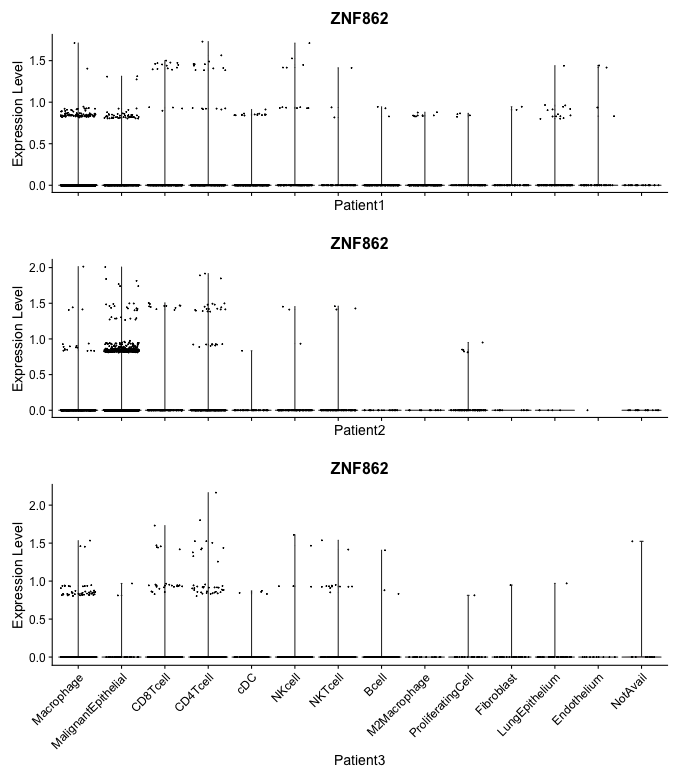 ZNF862
Expression Level
1.5
1.0
0.5
0.0
Patient1
ZNF862
Expression Level
2.0
1.5
1.0
0.5
0.0
Patient2
ZNF862
Expression Level
2.0
1.5
1.0
0.5
0.0
Macrophage
MalignantEpithelial
CD8Tcell
CD4Tcell
cDC
NKcell
NKTcell
Bcell
M2Macrophage
ProliferatingCell
Fibroblast
LungEpithelium
Endothelium
NotAvail
Patient3